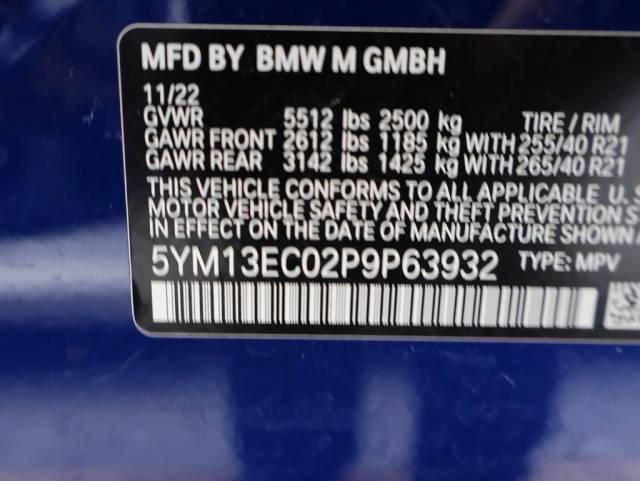 MFD BY BMW M GMBH
11/22
GVWR 5512 lbs 2500 kg TIRE / RIM
GAWR FRONT 2612 lbs 1185 kg WITH 255/40 R21
GAWR REAR 3142 lbs 1425 kg WITH 265/40 R21
THIS VEHICLE CONFORMS TO ALL APPLICABLE U.
MOTOR VEHICLE SAFETY AND THEFT PREVENTION S
IN EFFECT ON THE DATE OF MANUFACTURE SHOWN
5YM13EC02P9P63932 TYPE: MPV